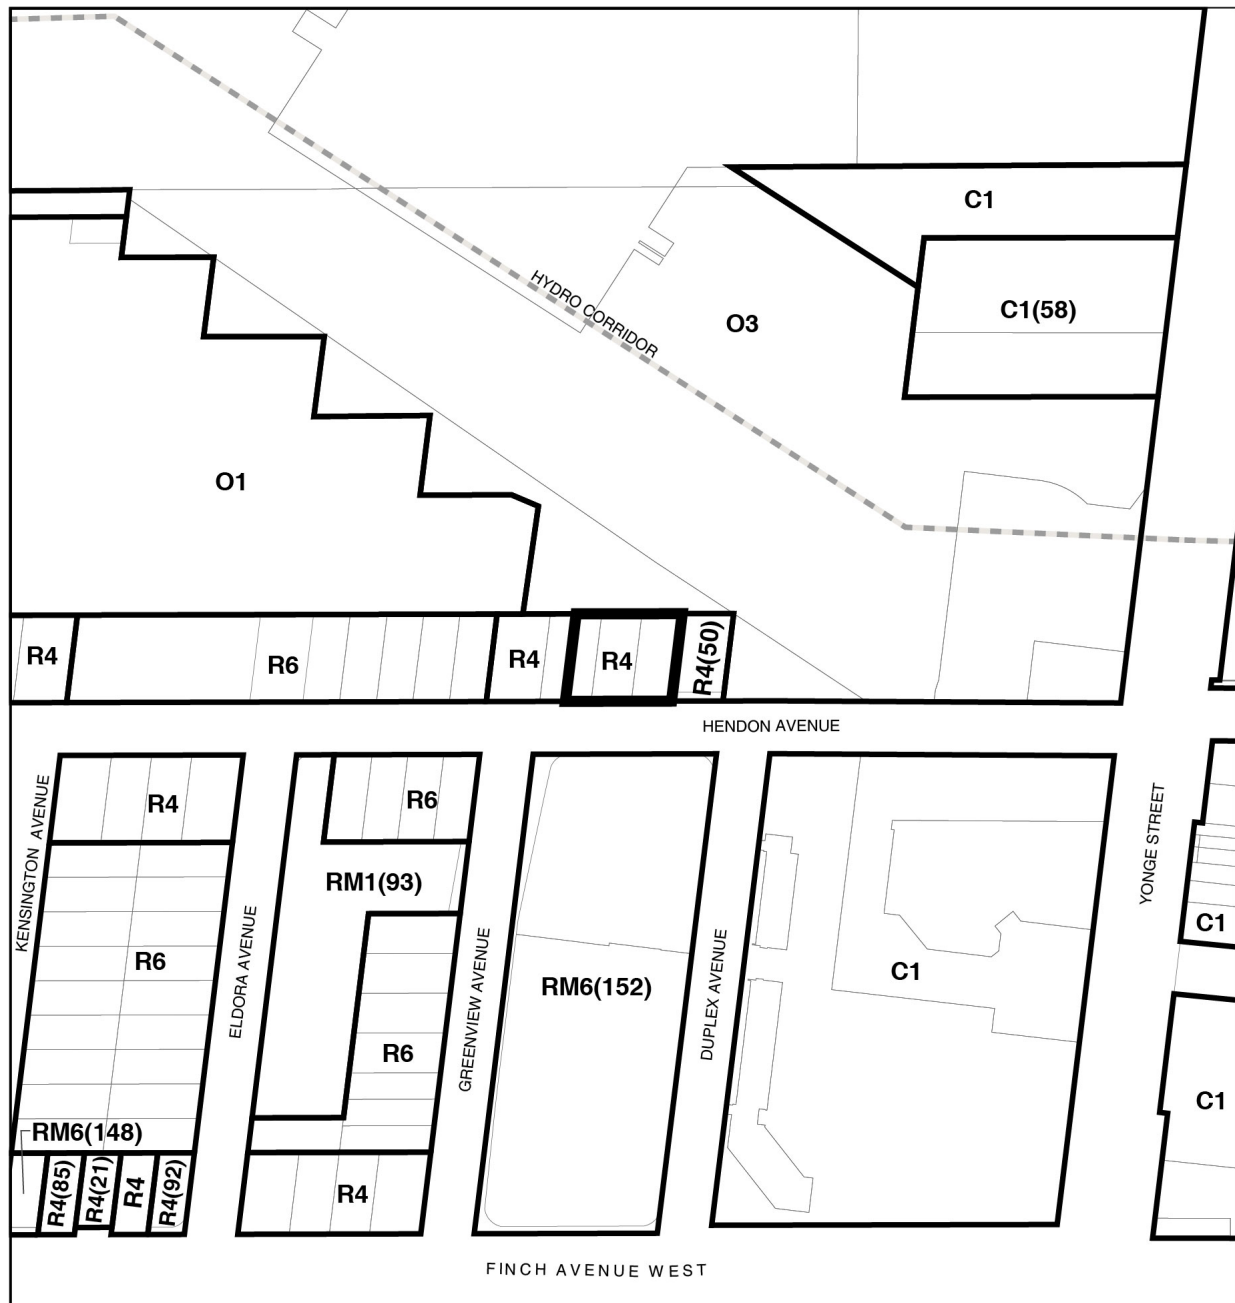 C1
C1(58)
HYDRO CORRIDOR
O3
O1
R4
R6
R4
R4
R4(50)
HENDON AVENUE
KENSINGTON AVENUE
R4
R6
ELDORA AVENUE
R6
RM1(93)
R6
GREENVIEW AVENUE
RM6(152)
DUPLEX AVENUE
C1
YONGE STREET
C1
C1
RM6(148)
R4(85)
R4(21)
R4
R4(92)
R4
FINCH AVENUE WEST